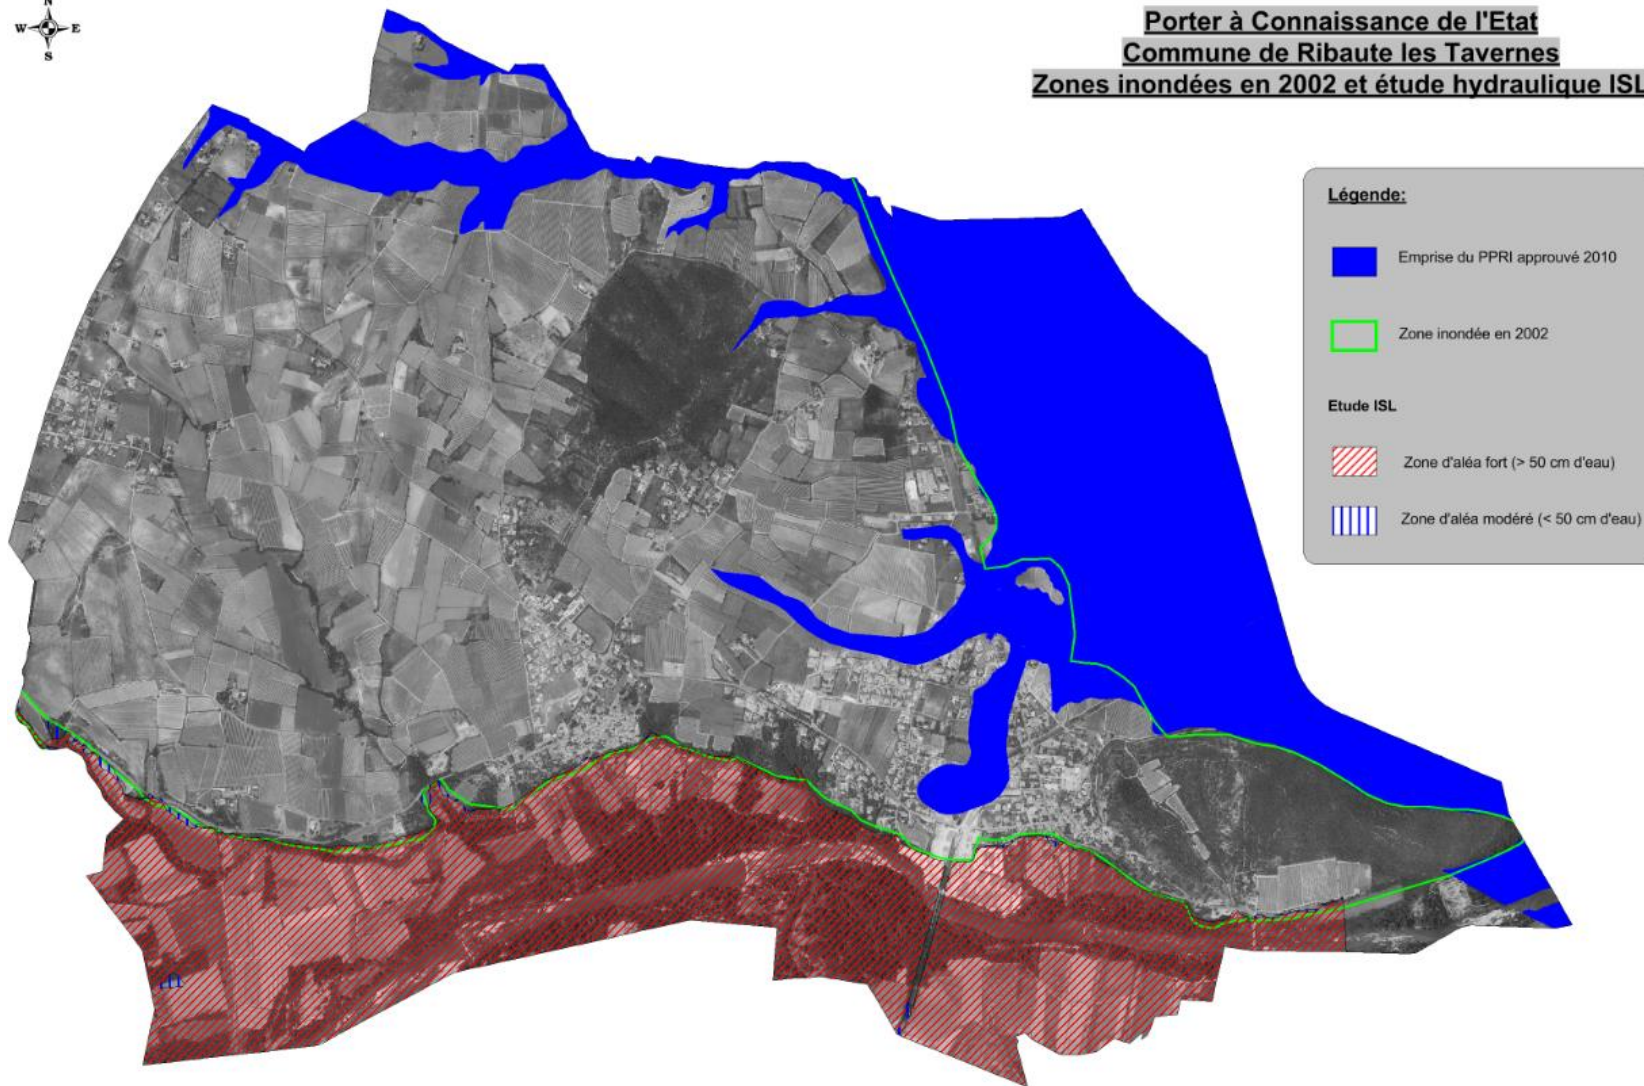 N
W E
S
Porter à Connaissance de l'Etat
Commune de Ribaute les Tavernes
Zones inondées en 2002 et étude hydraulique ISL
Légende:
Emprise du PPRI approuvé 2010
Zone inondée en 2002
Etude ISL
Zone d'aléa fort (> 50 cm d'eau)
Zone d'aléa modéré (< 50 cm d'eau)